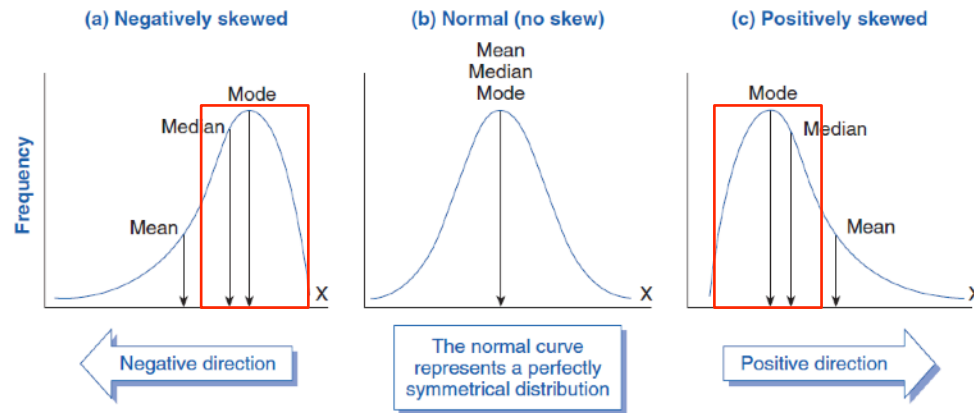 (a) Negatively skewed
Frequency
Mode
Median
Mean
X
Negative direction
(b) Normal (no skew)
Mean
Median
Mode
X
The normal curve
represents a perfectly
symmetrical distribution
(c) Positively skewed
Mode
Median
Mean
X
Positive direction